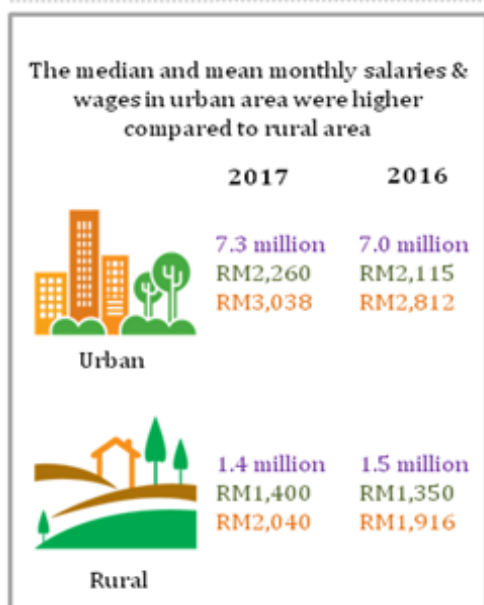 The median and mean monthly salaries &
wages in urban area were higher
compared to rural area
2017 2016
7.3 million 7.0 million
RM2,260 RM2,115
RM3,038 RM2,812
Urban
1.4 million 1.5 million
RM1,400 RM1,350
RM2,040 RM1,916
Rural